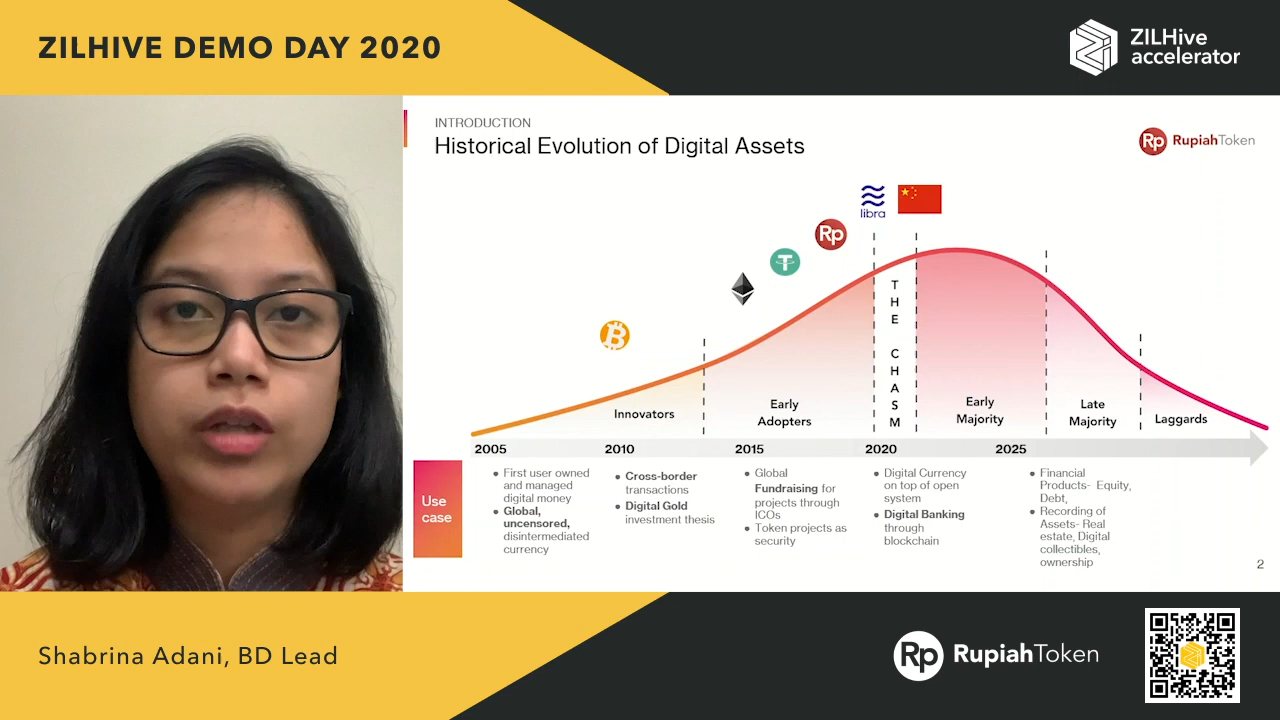 ZILHIVE DEMO DAY 2020
ZILHive
accelerator
INTRODUCTION
Historical Evolution of Digital Assets
Rp RupiahToken
libra
Rp
T
H
E
C
H
A
S
M
Innovators
Early
Adopters
Early
Majority
Late
Majority
Laggards
2005
2010
2015
2020
2025
Use
case
First user owned
and managed
digital money
Global,
uncensored,
disintermediated
currency
Cross-border
transactions
Digital Gold
investment thesis
Global
Fundraising for
projects through
ICOs
Token projects as
security
Digital Currency
on top of open
system
Digital Banking
through
blockchain
Financial
Products- Equity,
Debt,
Recording of
Assets- Real
estate, Digital
collectibles,
ownership
2
Shabrina Adani, BD Lead
Rp RupiahToken